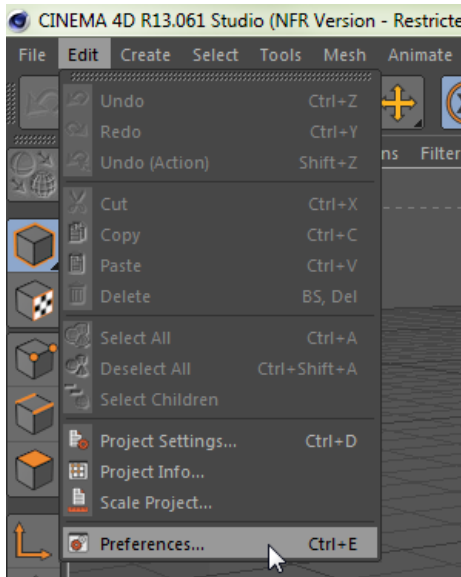 CINEMA 4D R13.061 Studio (NFR Version - Restricte
File Edit Create Select Tools Mesh Animate
Undo Ctrl+Z
Redo Ctrl+Y
Undo (Action) Shift+Z
ns Filter
Cut Ctrl+X
Copy Ctrl+C
Paste Ctrl+V
Delete BS, Del
Select All Ctrl+A
Deselect All Ctrl+Shift+A
Select Children
Project Settings... Ctrl+D
Project Info...
Scale Project...
Preferences... Ctrl+E